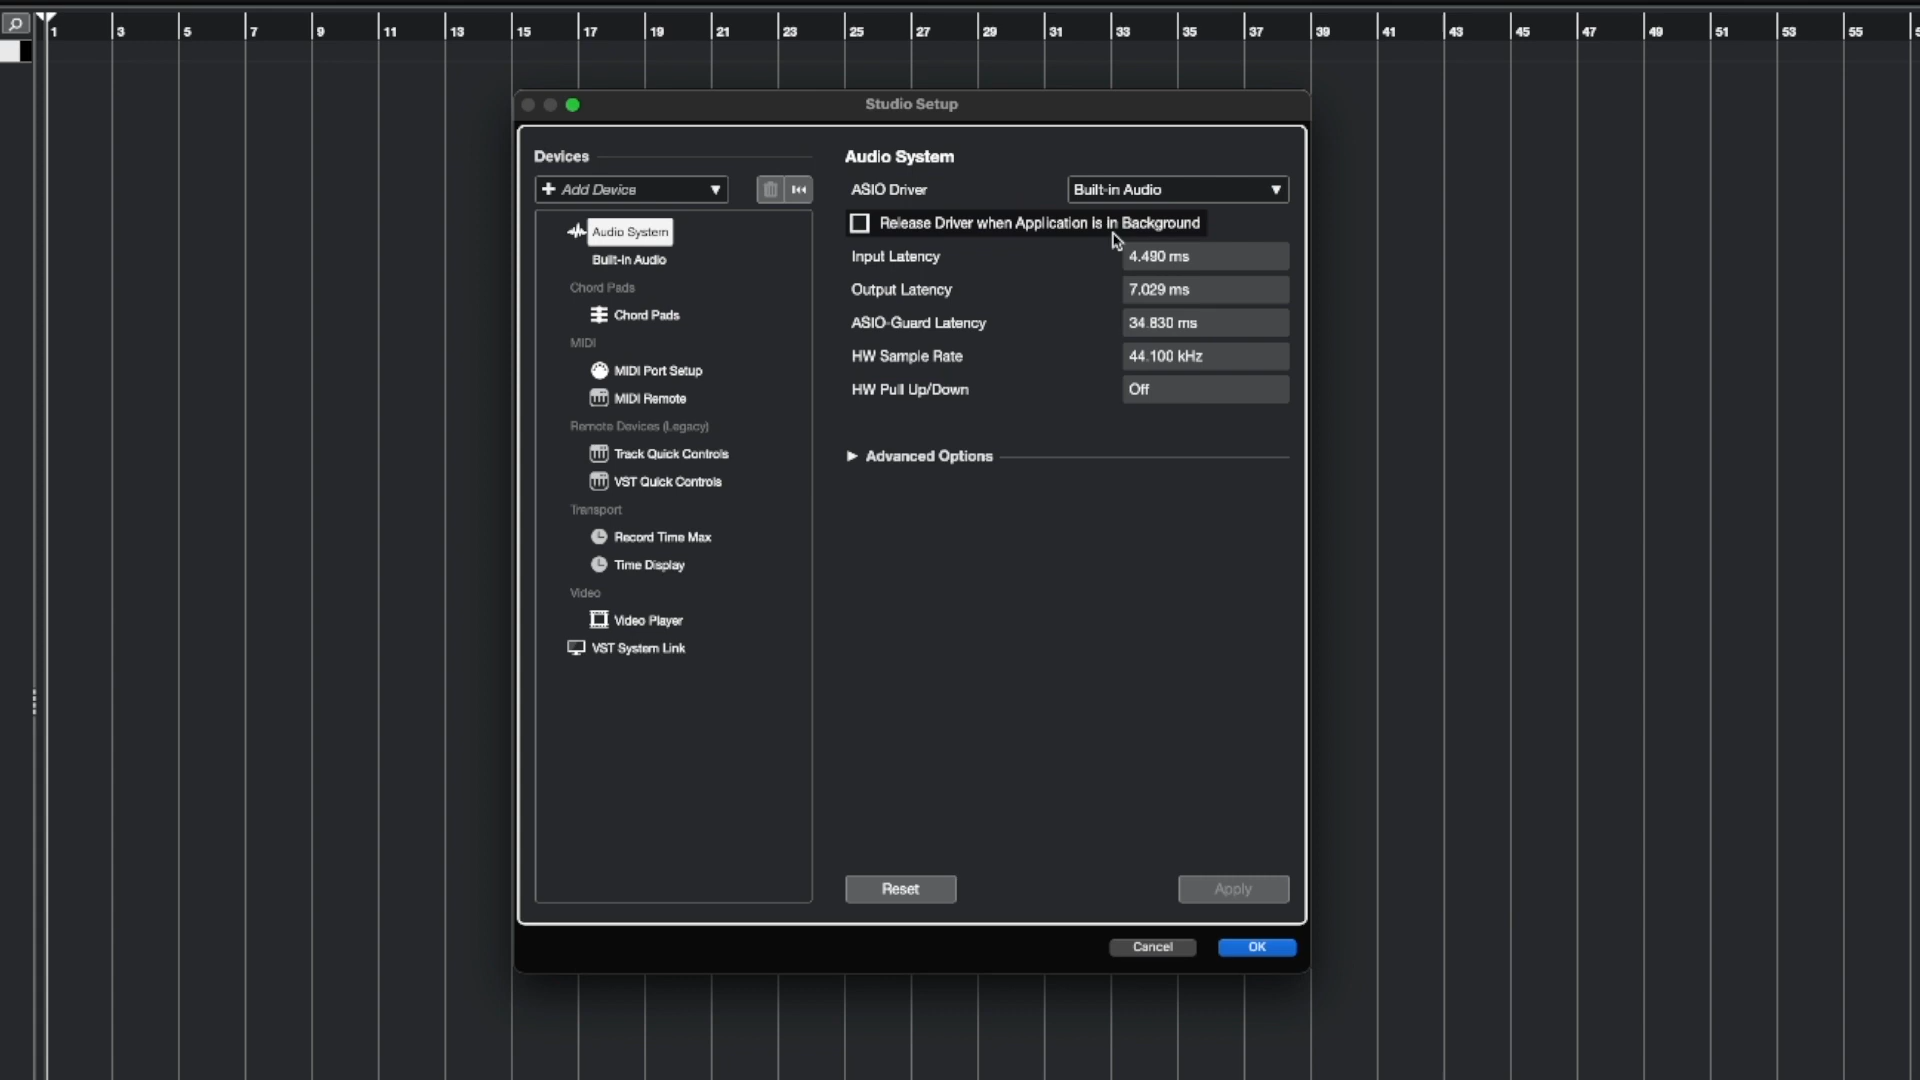 1 3 5 7 9 11 13 15 17 19 21 23 25 27 29 31 33 35 37 39 41 43 45 47 49 51 53 55
Studio Setup
Devices
Add Device
Audio System
Built-in Audio
Chord Pads
Chord Pads
MIDI
MIDI Port Setup
MIDI Remote
Remote Devices (Legacy)
Track Quick Controls
VST Quick Controls
Transport
Record Time Max
Time Display
Video
Video Player
VST System Link
Audio System
ASIO Driver Built-in Audio
Release Driver when Application is in Background
Input Latency 4.490 ms
Output Latency 7.029 ms
ASIO-Guard Latency 34.830 ms
HW Sample Rate 44.100 kHz
HW Pull Up/Down Off
Advanced Options
Reset Apply
Cancel OK